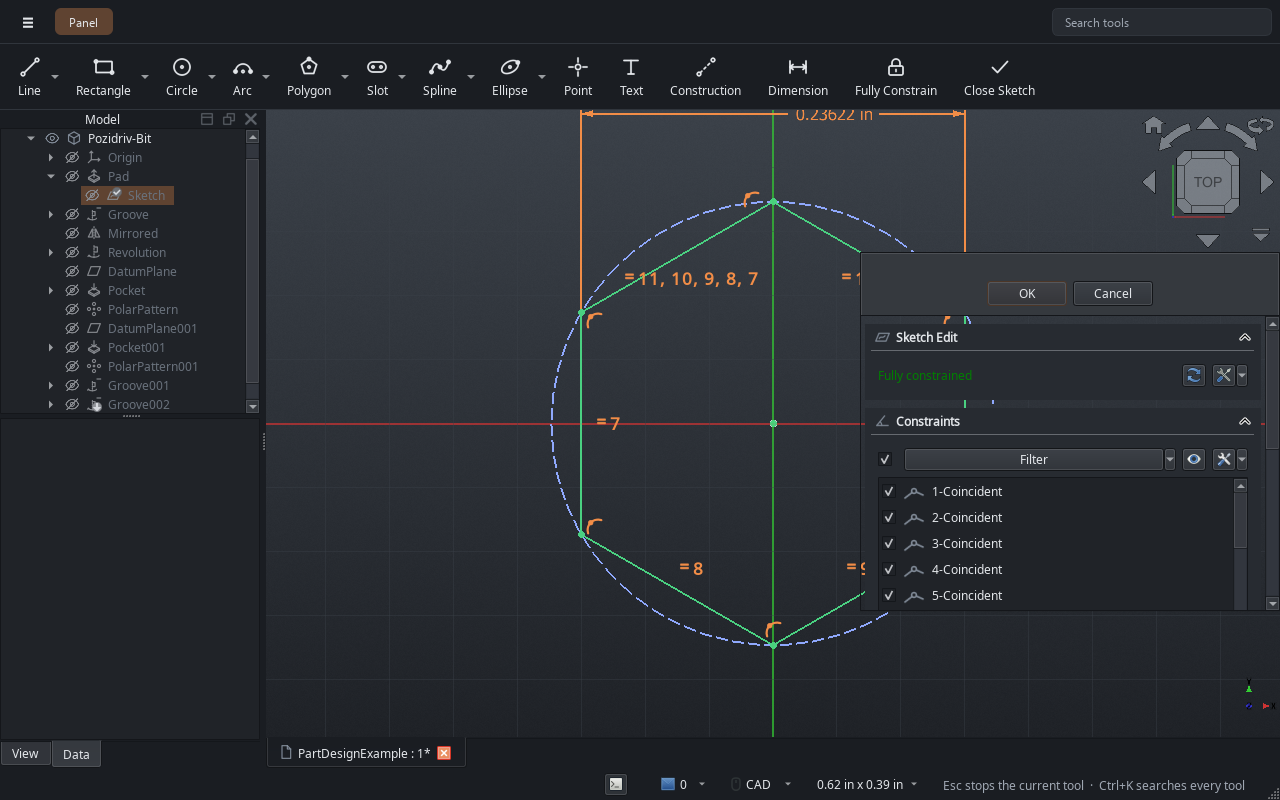 Panel
Search tools
Line
Rectangle
Circle
Arc
Polygon
Slot
Spline
Ellipse
Point
Text
Construction
Dimension
Fully Constrain
Close Sketch
Model
Pozidriv-Bit
Origin
Pad
Sketch
Groove
Mirrored
Revolution
DatumPlane
Pocket
PolarPattern
DatumPlane001
Pocket001
PolarPattern001
Groove001
Groove002
View
Data
0.23622 in
=11, 10, 9, 8, 7
= 1
=7
=8
=9
TOP
OK
Cancel
Sketch Edit
Fully constrained
Constraints
Filter
1-Coincident
2-Coincident
3-Coincident
4-Coincident
5-Coincident
PartDesignExample : 1*
0
CAD
0.62 in x 0.39 in
Esc stops the current tool · Ctrl+K searches every tool